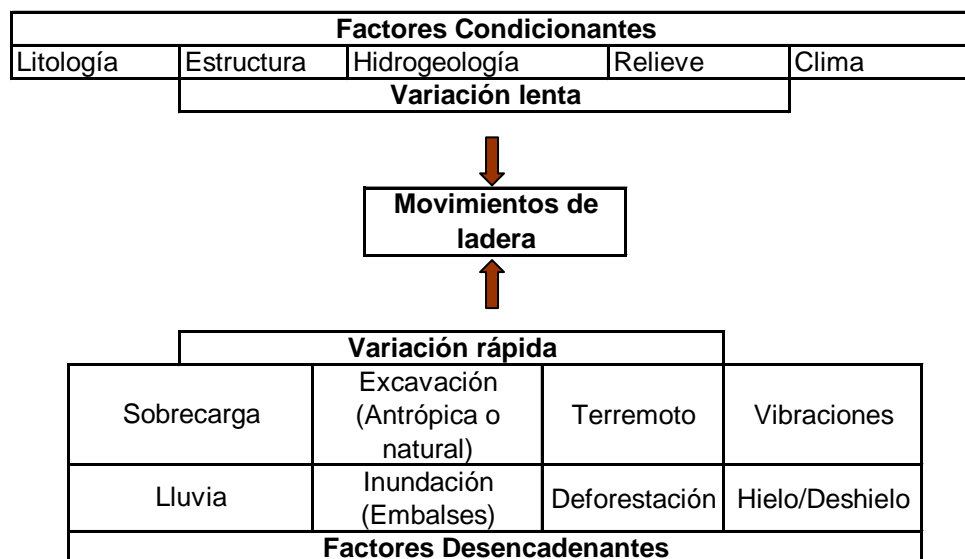 Factores Condicionantes
Litología Estructura Hidrogeología Relieve Clima
Variación lenta
Movimientos de
ladera
Variación rápida
Sobrecarga
Excavación
(Antrópica o
natural)
Terremoto
Vibraciones
Lluvia
Inundación
(Embalses)
Deforestación
Hielo/Deshielo
Factores Desencadenantes